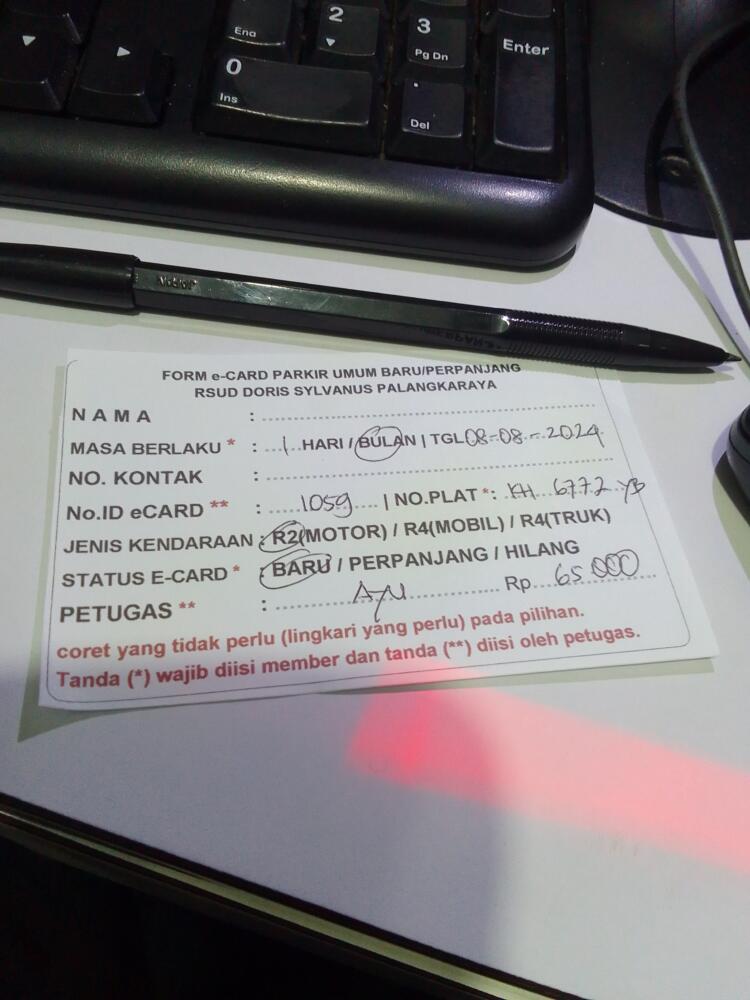 Ena
2
3
Pg Dn
Enter
0
Ins
.
Del
FORM e-CARD PARKIR UMUM BARU/PERPANJANG
RSUD DORIS SYLVANUS PALANGKARAYA
NAMA :
MASA BERLAKU * : 1 HARI / BULAN | TGL 08-08-2024
NO. KONTAK :
No.ID eCARD ** : 1059 | NO.PLAT *: KH 6772 YB
JENIS KENDARAAN : R2(MOTOR) / R4(MOBIL) / R4(TRUK)
STATUS E-CARD * : BARU / PERPANJANG / HILANG
PETUGAS ** : Rp 65.000
coret yang tidak perlu (lingkari yang perlu) pada pilihan.
Tanda (*) wajib diisi member dan tanda (**) diisi oleh petugas.